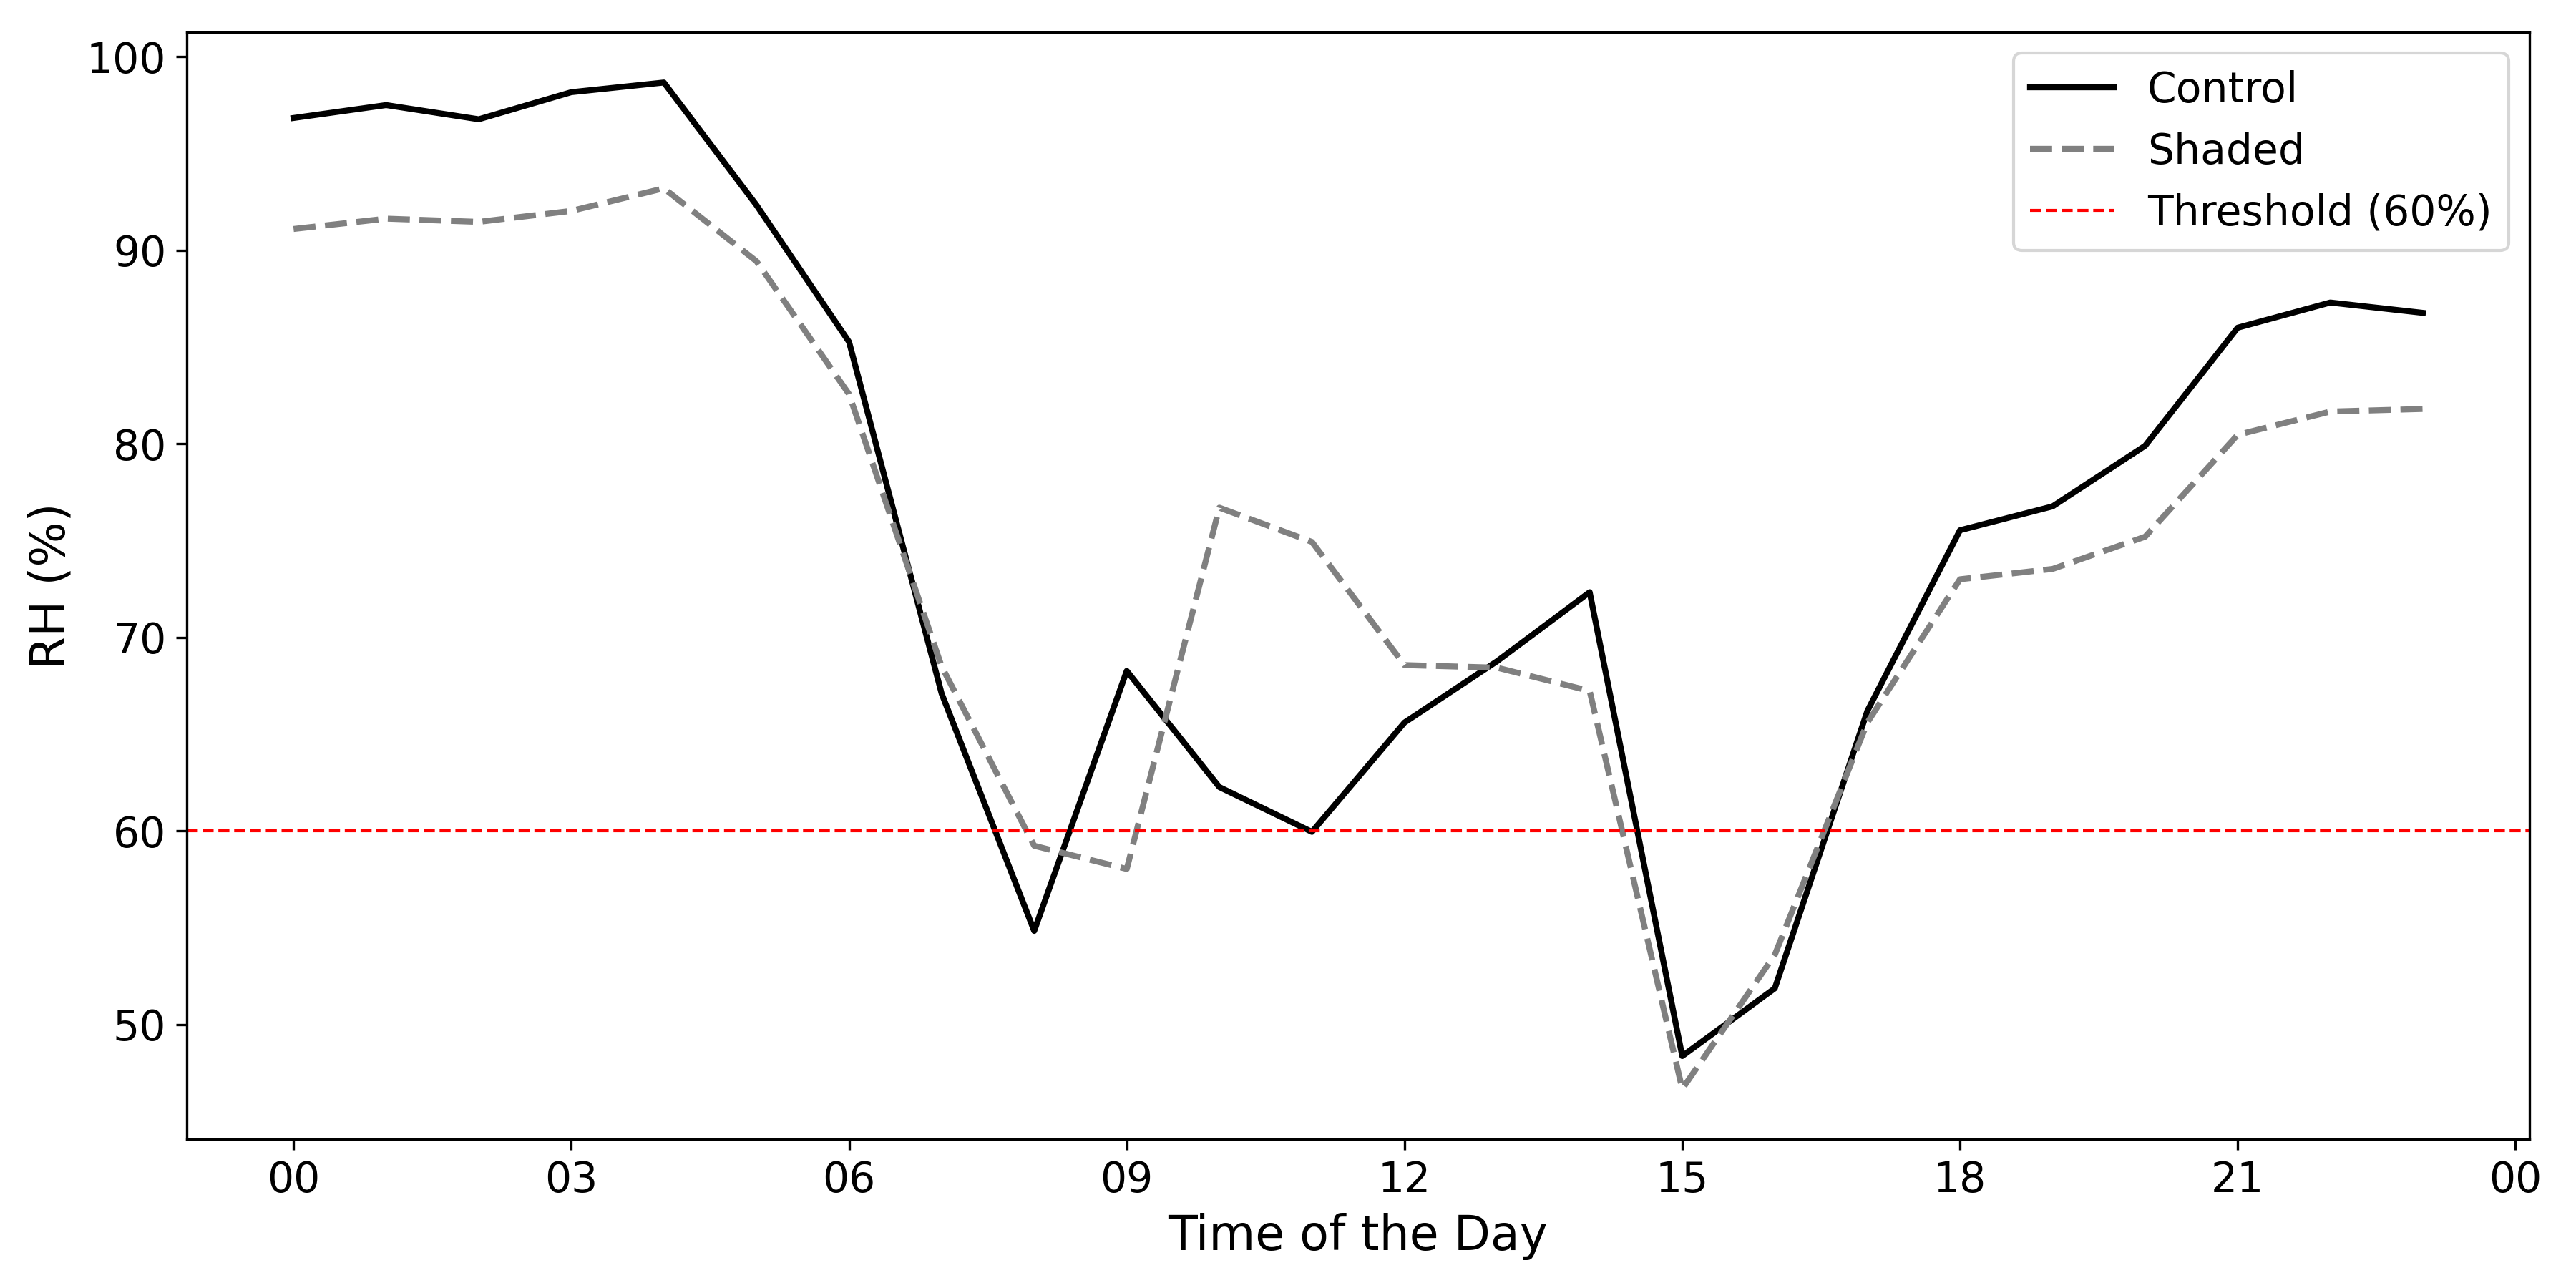 100
90
80
70
60
50
RH (%)
Control
Shaded
Threshold (60%)
00 03 06 09 12 15 18 21 00
Time of the Day